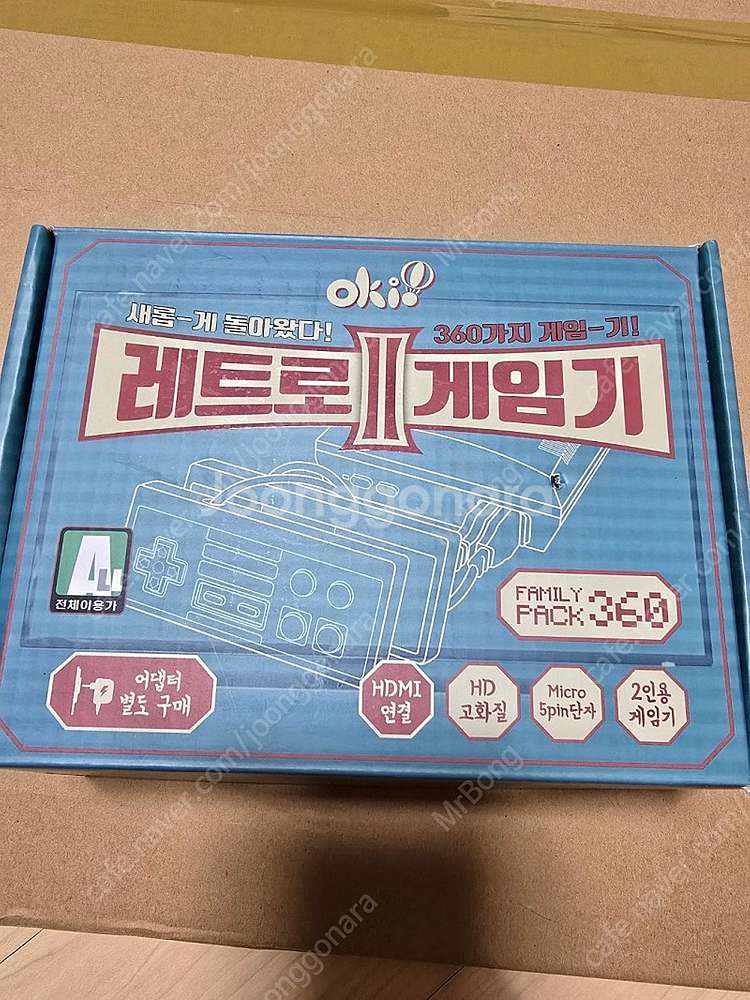 oki!
새롭-게 돌아왔다!
360가지 게임-기!
레트로 II 게임기
ALL
전체이용가
FAMILY
PACK 360
어댑터
별도 구매
HDMI
연결
HD
고화질
Micro
5pin단자
2인용
게임기
Joonggonara
MrBong
cafe.naver.com/joonggonara